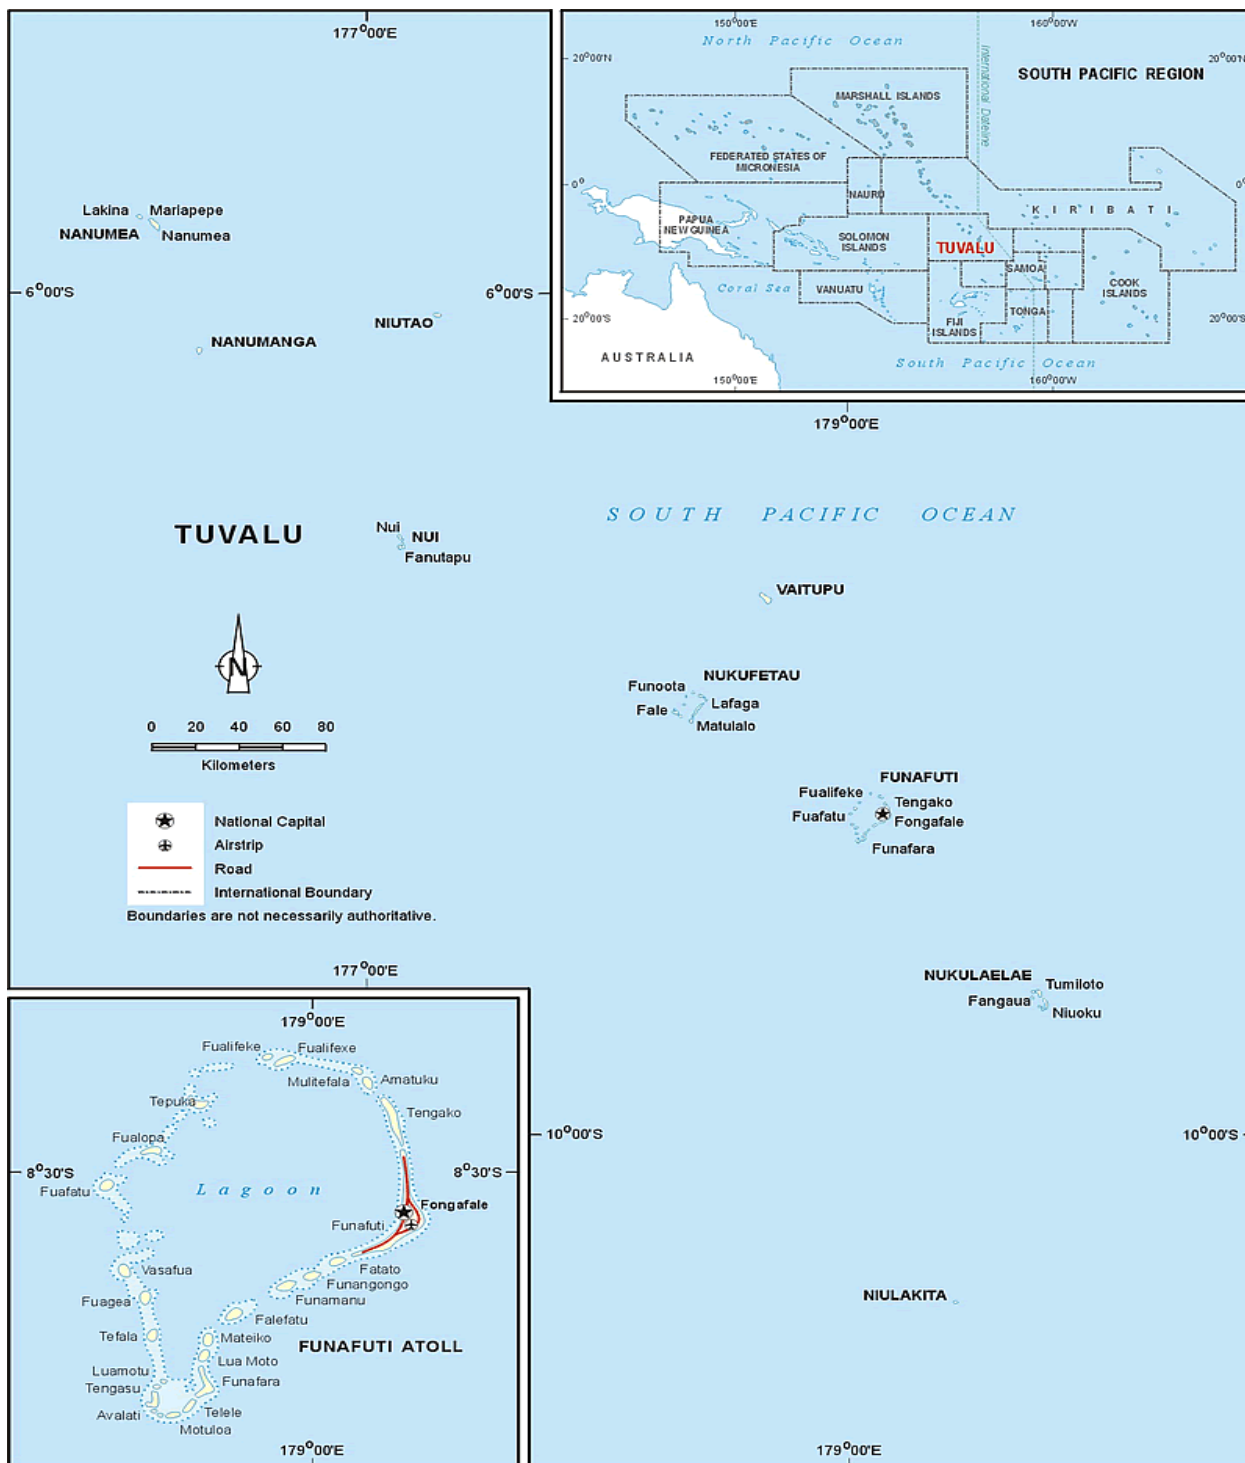 177°00'E
Lakina
Mariapepe
NANUMEA
Nanumea
6°00'S
6°00'S
NIUTAO
NANUMANGA
150°00'E
160°00'W
North Pacific Ocean
20°00'N
20°00'N
International Dateline
SOUTH PACIFIC REGION
MARSHALL ISLANDS
FEDERATED STATES OF
MICRONESIA
0°
0°
NAURU
KIRIBATI
PAPUA
NEW GUINEA
SOLOMON
ISLANDS
TUVALU
SAMOA
COOK
ISLANDS
Coral Sea
VANUATU
FIJI
ISLANDS
TONGA
20°00'S
20°00'S
AUSTRALIA
South Pacific Ocean
150°00'E
160°00'W
179°00'E
SOUTH PACIFIC OCEAN
TUVALU
Nui
NUI
Fanutapu
VAITUPU
N
NUKUFETAU
Funoota
Lafaga
Fale
Matulalo
0 20 40 60 80
Kilometers
FUNAFUTI
Fualifeke
Tengako
Fuafatu
Fongafale
Funafara
National Capital
Airstrip
Road
International Boundary
Boundaries are not necessarily authoritative.
177°00'E
NUKULAELAE
Tumiloto
Fangaua
Niuoku
10°00'S
10°00'S
NIULAKITA
179°00'E
179°00'E
Fualifeke
Fualifexe
Mulitefala
Amatuku
Tepuka
Tengako
Fualopa
8°30'S
8°30'S
Fuafatu
Lagoon
Fongafale
Funafuti
Vasafua
Fatato
Funangongo
Fuagea
Funamanu
Falefatu
Tefala
Mateiko
FUNAFUTI ATOLL
Lua Moto
Luamotu
Tengasu
Funafara
Avalati
Telele
Motuloa
179°00'E